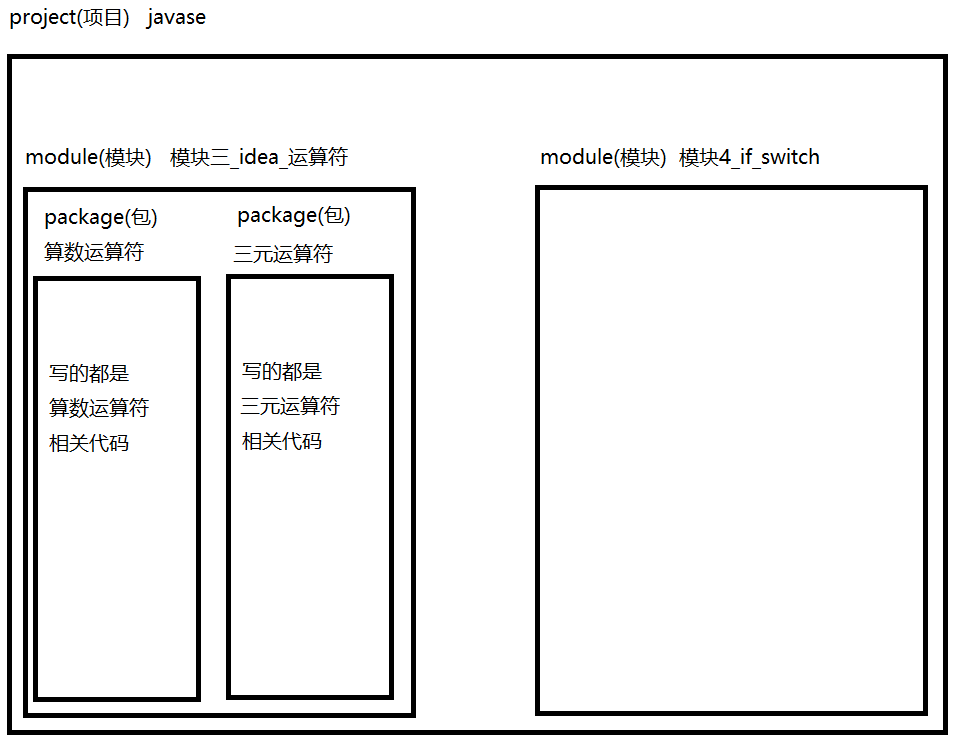 project(项目) javase
module(模块) 模块三_idea_运算符
package(包)
算数运算符
写的都是
算数运算符
相关代码
package(包)
三元运算符
写的都是
三元运算符
相关代码
module(模块) 模块4_if_switch